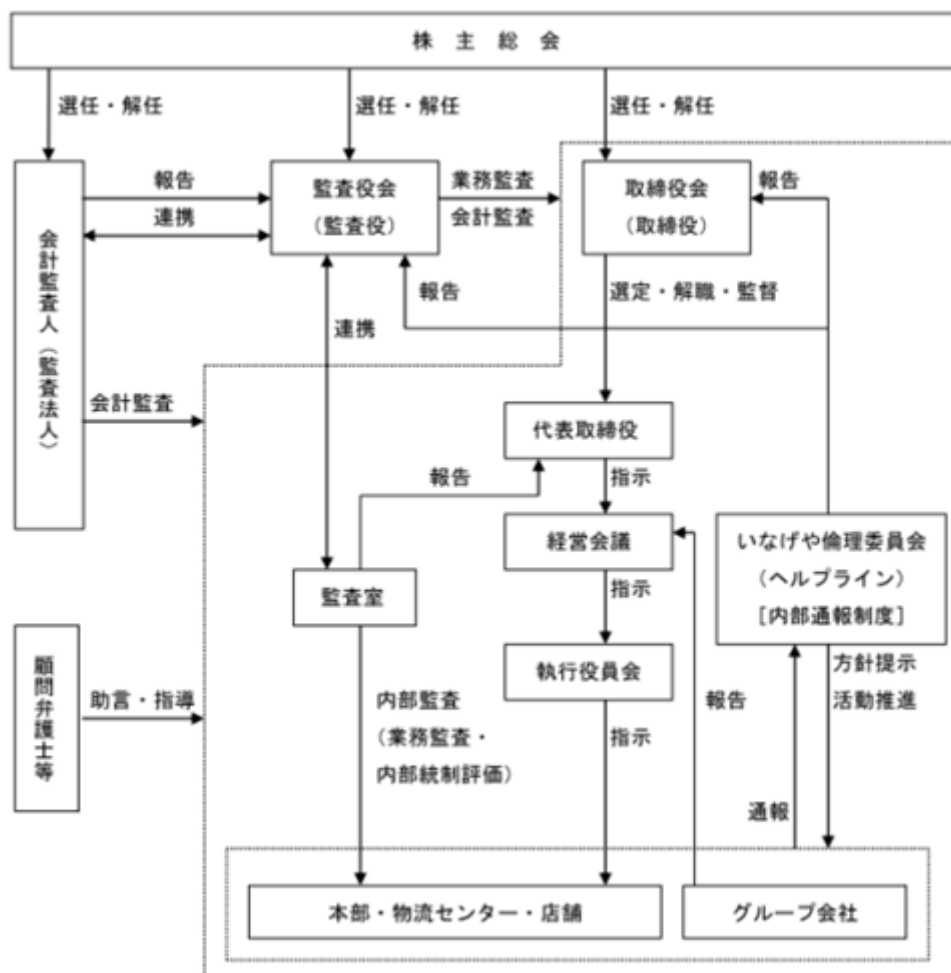 株主総会
選任・解任
選任・解任
選任・解任
報告
連携
監査役会
(監査役)
業務監査
会計監査
取締役会
(取締役)
報告
会計監査人(監査法人)
報告
選定・解職・監督
連携
会計監査
代表取締役
報告
指示
経営会議
いなげや倫理委員会
(ヘルプライン)
[内部通報制度]
監査室
指示
顧問弁護士等
助言・指導
執行役員会
方針提示
活動推進
内部監査
(業務監査・
内部統制評価)
指示
報告
通報
本部・物流センター・店舗
グループ会社